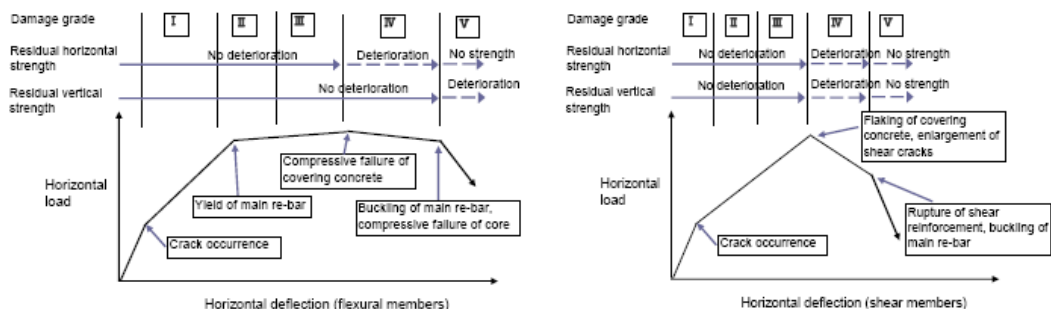 Damage grade
I
II
III
IV
V
Residual horizontal
strength
No deterioration
Deterioration
No strength
Residual vertical
strength
No deterioration
Deterioration
Horizontal
load
Compressive failure of
covering concrete
Yield of main re-bar
Buckling of main re-bar,
compressive failure of core
Crack occurrence
Horizontal deflection (flexural members)
Damage grade
I
II
III
IV
V
Residual horizontal
strength
No deterioration
Deterioration
No strength
Residual vertical
strength
No deterioration
Deterioration
No strength
Flaking of covering
concrete, enlargement of
shear cracks
Horizontal
load
Rupture of shear
reinforcement, buckling of
main re-bar
Crack occurrence
Horizontal deflection (shear members)